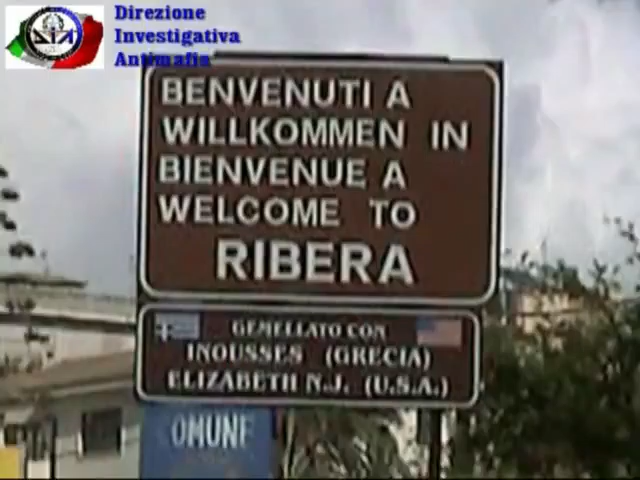 Direzione
Investigativa
Antimafia
BENVENUTI A
WILLKOMMEN IN
BIENVENUE A
WELCOME TO
RIBERA
GEMELLATO CON
INOUSSES (GRECIA)
ELIZABETH N.J. (U.S.A.)
OMUNE